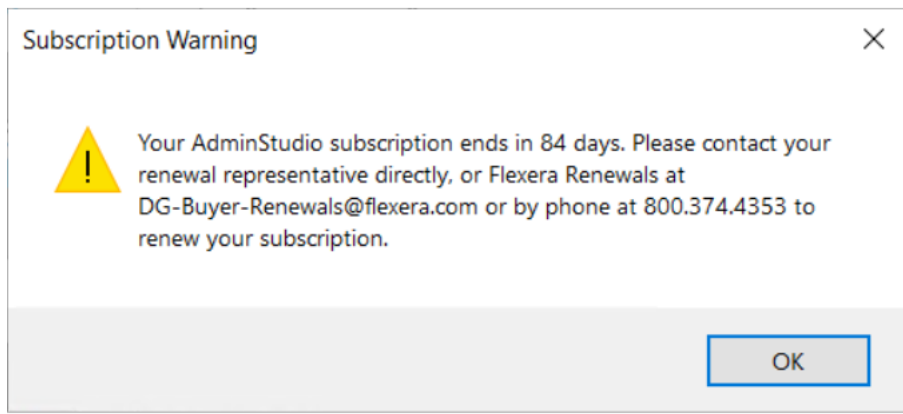 Subscription Warning
Your AdminStudio subscription ends in 84 days. Please contact your
renewal representative directly, or Flexera Renewals at
DG-Buyer-Renewals@flexera.com or by phone at 800.374.4353 to
renew your subscription.
OK